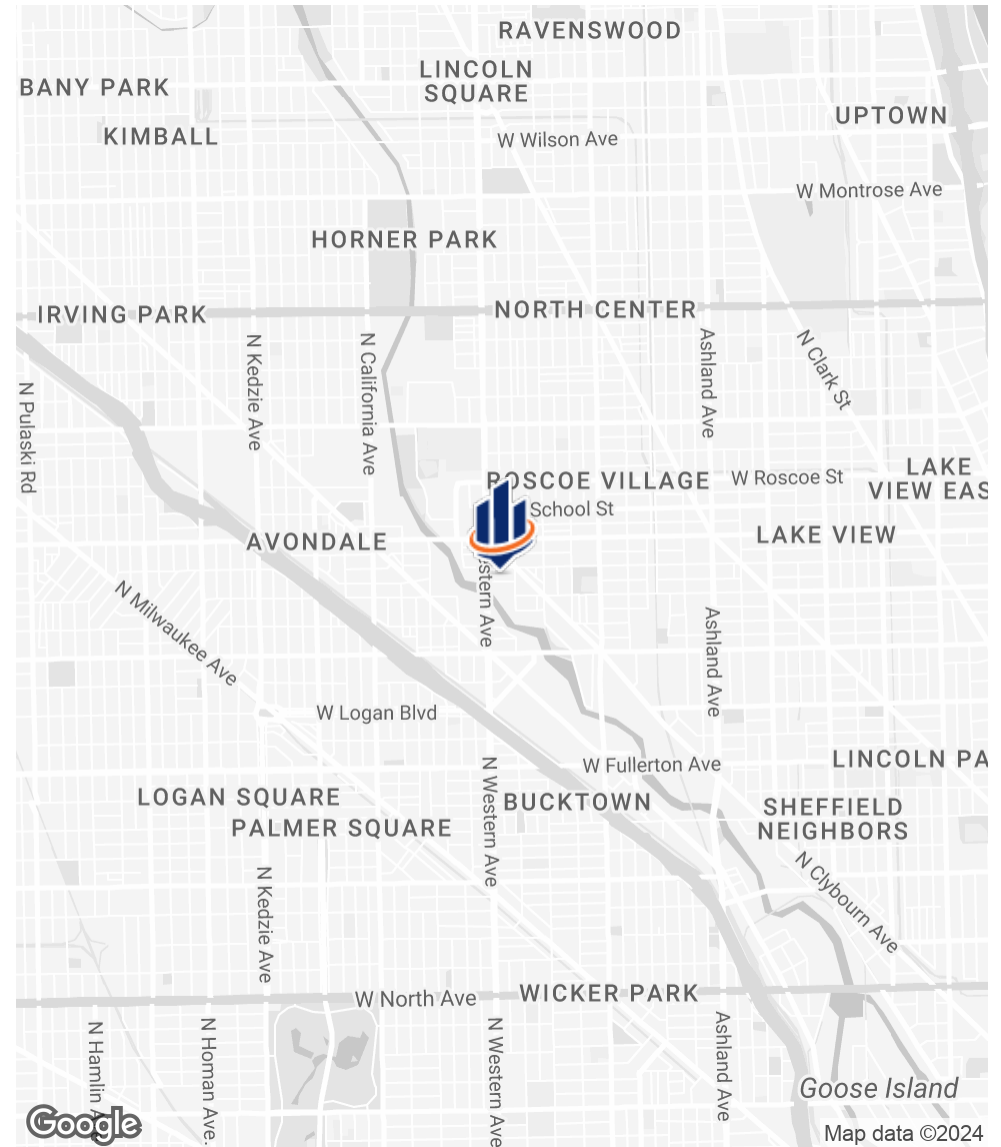 RAVENSWOOD
LINCOLN
SQUARE
BANY PARK
UPTOWN
KIMBALL
W Wilson Ave
W Montrose Ave
HORNER PARK
IRVING PARK
NORTH CENTER
N Kedzie Ave
N California Ave
Ashland Ave
N Clark St
N Pulaski Rd
ROSCOE VILLAGE
W Roscoe St
LAKE
VIEW EAS
School St
AVONDALE
LAKE VIEW
estern Ave
N Milwaukee Ave
Ashland Ave
W Logan Blvd
W Fullerton Ave
LINCOLN PA
N Western Ave
LOGAN SQUARE
BUCKTOWN
SHEFFIELD
NEIGHBORS
PALMER SQUARE
N Kedzie Ave
N Clybourn Ave
W North Ave
WICKER PARK
N Hamlin A
N Homan Ave.
N Western Ave
Ashland Ave
Goose Island
Google
Map data ©2024